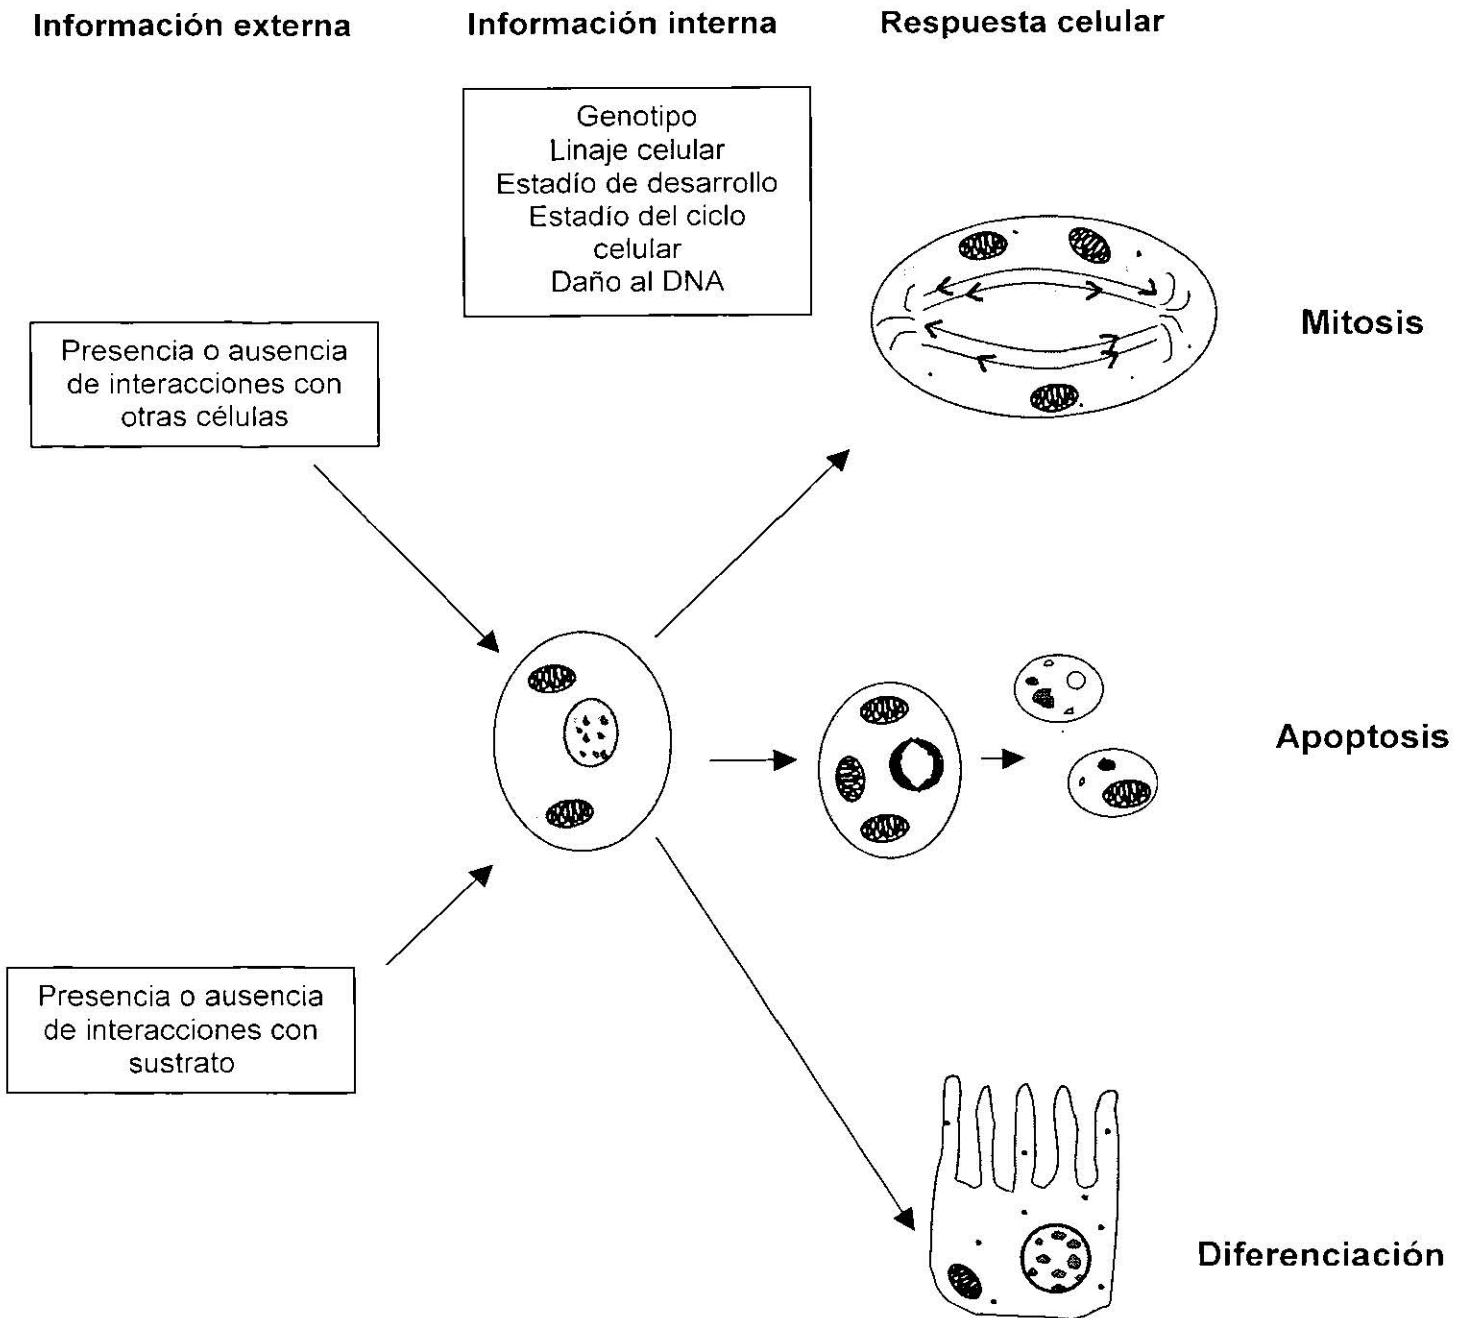 Información externa
Información interna
Respuesta celular
Genotipo
Linaje celular
Estadío de desarrollo
Estadío del ciclo
celular
Daño al DNA
Mitosis
Presencia o ausencia
de interacciones con
otras células
Apoptosis
Presencia o ausencia
de interacciones con
sustrato
Diferenciación